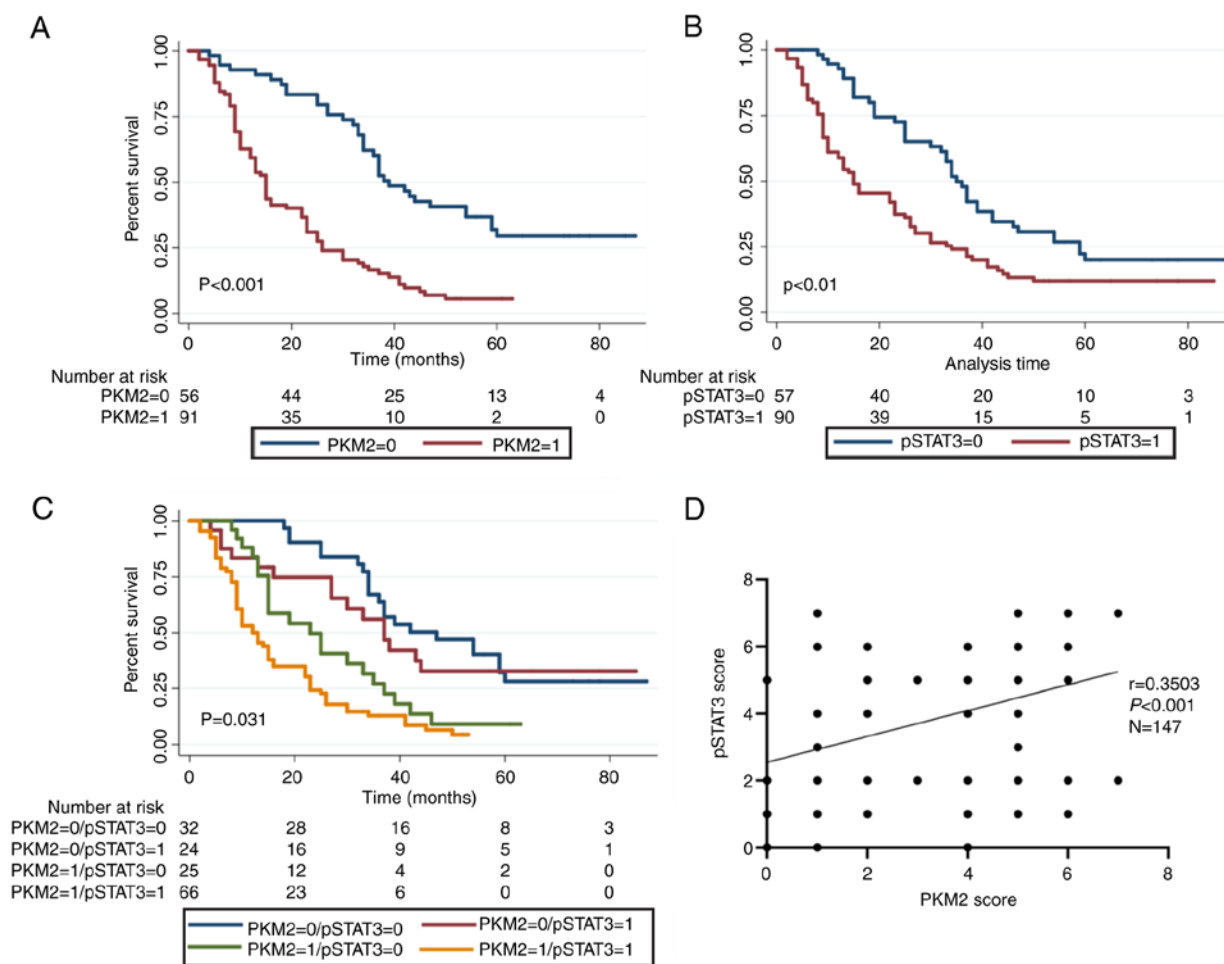 A
1.00
0.75
0.50
0.25
0.00
Percent survival
P<0.001
0 20 40 60 80
Time (months)
Number at risk
PKM2=0 56 44 25 13 4
PKM2=1 91 35 10 2 0
PKM2=0 PKM2=1
B
1.00
0.75
0.50
0.25
0.00
p<0.01
0 20 40 60 80
Analysis time
Number at risk
pSTAT3=0 57 40 20 10 3
pSTAT3=1 90 39 15 5 1
pSTAT3=0 pSTAT3=1
C
1.00
0.75
0.50
0.25
0.00
Percent survival
P=0.031
0 20 40 60 80
Time (months)
Number at risk
PKM2=0/pSTAT3=0 32 28 16 8 3
PKM2=0/pSTAT3=1 24 16 9 5 1
PKM2=1/pSTAT3=0 25 12 4 2 0
PKM2=1/pSTAT3=1 66 23 6 0 0
PKM2=0/pSTAT3=0 PKM2=0/pSTAT3=1
PKM2=1/pSTAT3=0 PKM2=1/pSTAT3=1
D
8
6
4
2
0
pSTAT3 score
r=0.3503
P<0.001
N=147
0 2 4 6 8
PKM2 score